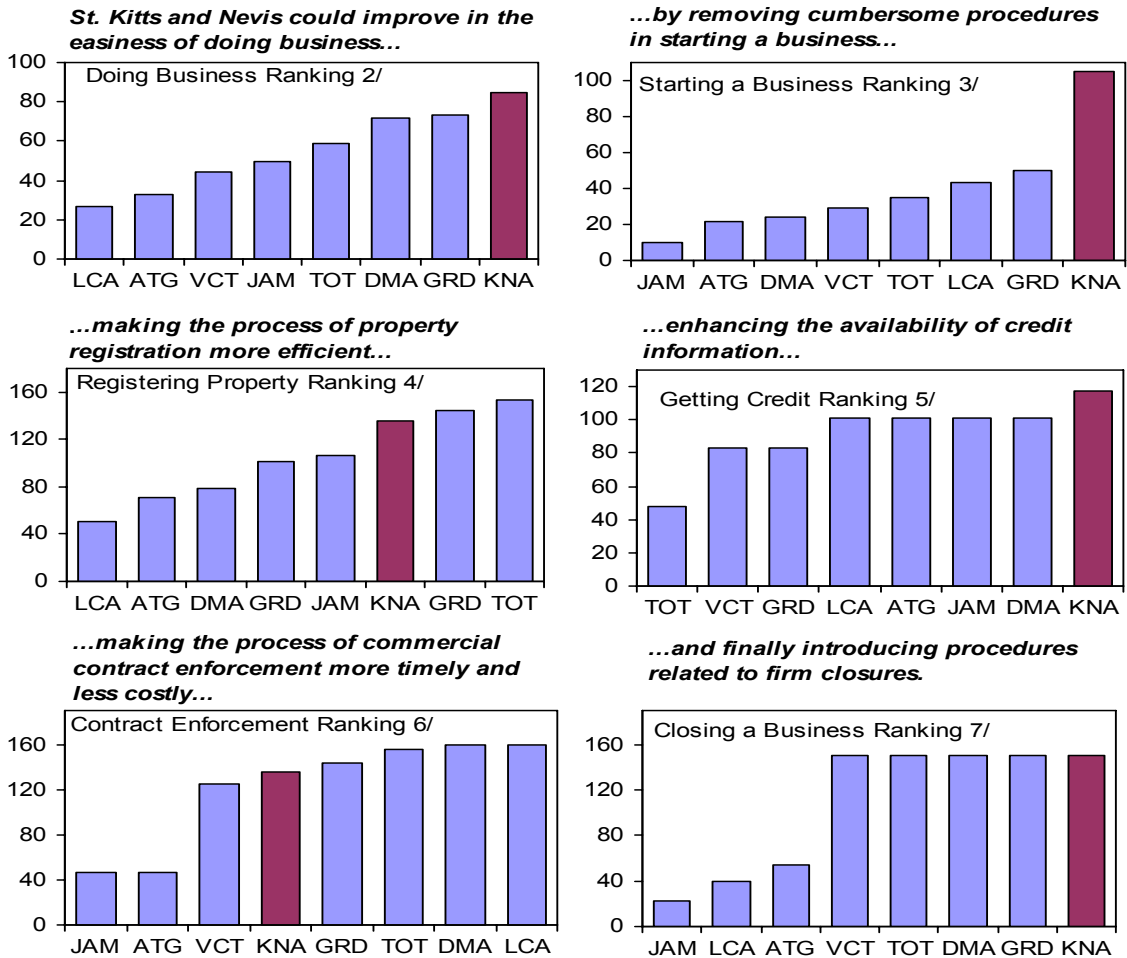 St. Kitts and Nevis could improve in the
easiness of doing business…
Doing Business Ranking 2/
80
60
40
20
0
LCA ATG VCT JAM TOT DMA GRD KNA
…by removing cumbersome procedures
in starting a business…
Starting a Business Ranking 3/
100
80
60
40
20
0
JAM ATG DMA VCT TOT LCA GRD KNA
…making the process of property
registration more efficient…
Registering Property Ranking 4/
160
120
80
40
0
LCA ATG DMA GRD JAM KNA GRD TOT
…enhancing the availability of credit
information…
Getting Credit Ranking 5/
120
100
80
60
40
20
0
TOT VCT GRD LCA ATG JAM DMA KNA
…making the process of commercial
contract enforcement more timely and
less costly…
Contract Enforcement Ranking 6/
160
120
80
40
0
JAM ATG VCT KNA GRD TOT DMA LCA
…and finally introducing procedures
related to firm closures.
Closing a Business Ranking 7/
160
120
80
40
0
JAM LCA ATG VCT TOT DMA GRD KNA